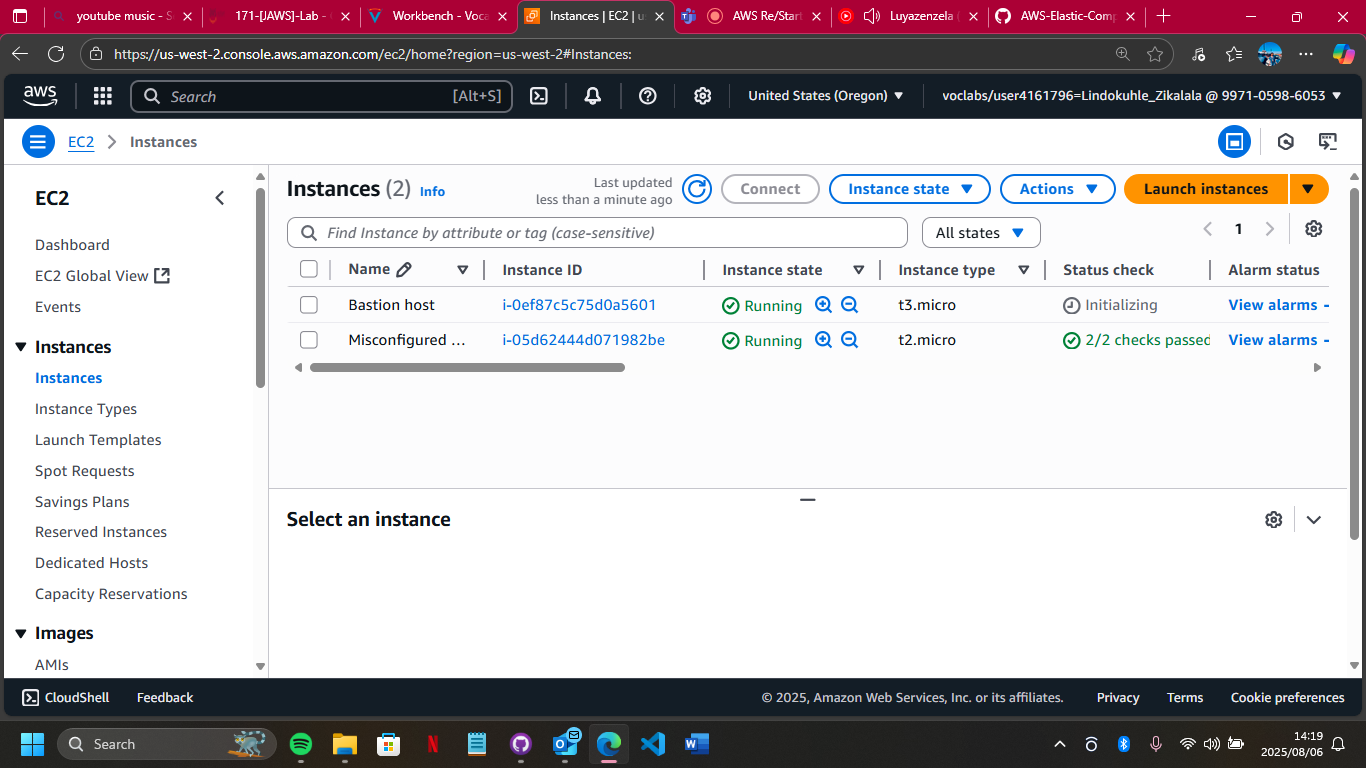 youtube music - S
171-[JAWS]-Lab -
Workbench - Voca
Instances | EC2 | u
AWS Re/Start
Luyazenzela (
AWS-Elastic-Comp
https://us-west-2.console.aws.amazon.com/ec2/home?region=us-west-2#Instances:
aws
Search
[Alt+S]
United States (Oregon)
voclabs/user4161796=Lindokuhle_Zikalala @ 9971-0598-6053
EC2
Instances
EC2
Dashboard
EC2 Global View
Events
Instances
Instances
Instance Types
Launch Templates
Spot Requests
Savings Plans
Reserved Instances
Dedicated Hosts
Capacity Reservations
Images
AMIs
Instances (2) Info
Last updated
less than a minute ago
Connect
Instance state
Actions
Launch instances
Find Instance by attribute or tag (case-sensitive)
All states
1
Name Instance ID Instance state Instance type Status check Alarm status
Bastion host i-0ef87c5c75d0a5601 Running t3.micro Initializing View alarms
Misconfigured ... i-05d62444d071982be Running t2.micro 2/2 checks passed View alarms
Select an instance
CloudShell
Feedback
© 2025, Amazon Web Services, Inc. or its affiliates.
Privacy
Terms
Cookie preferences
Search
14:19
2025/08/06